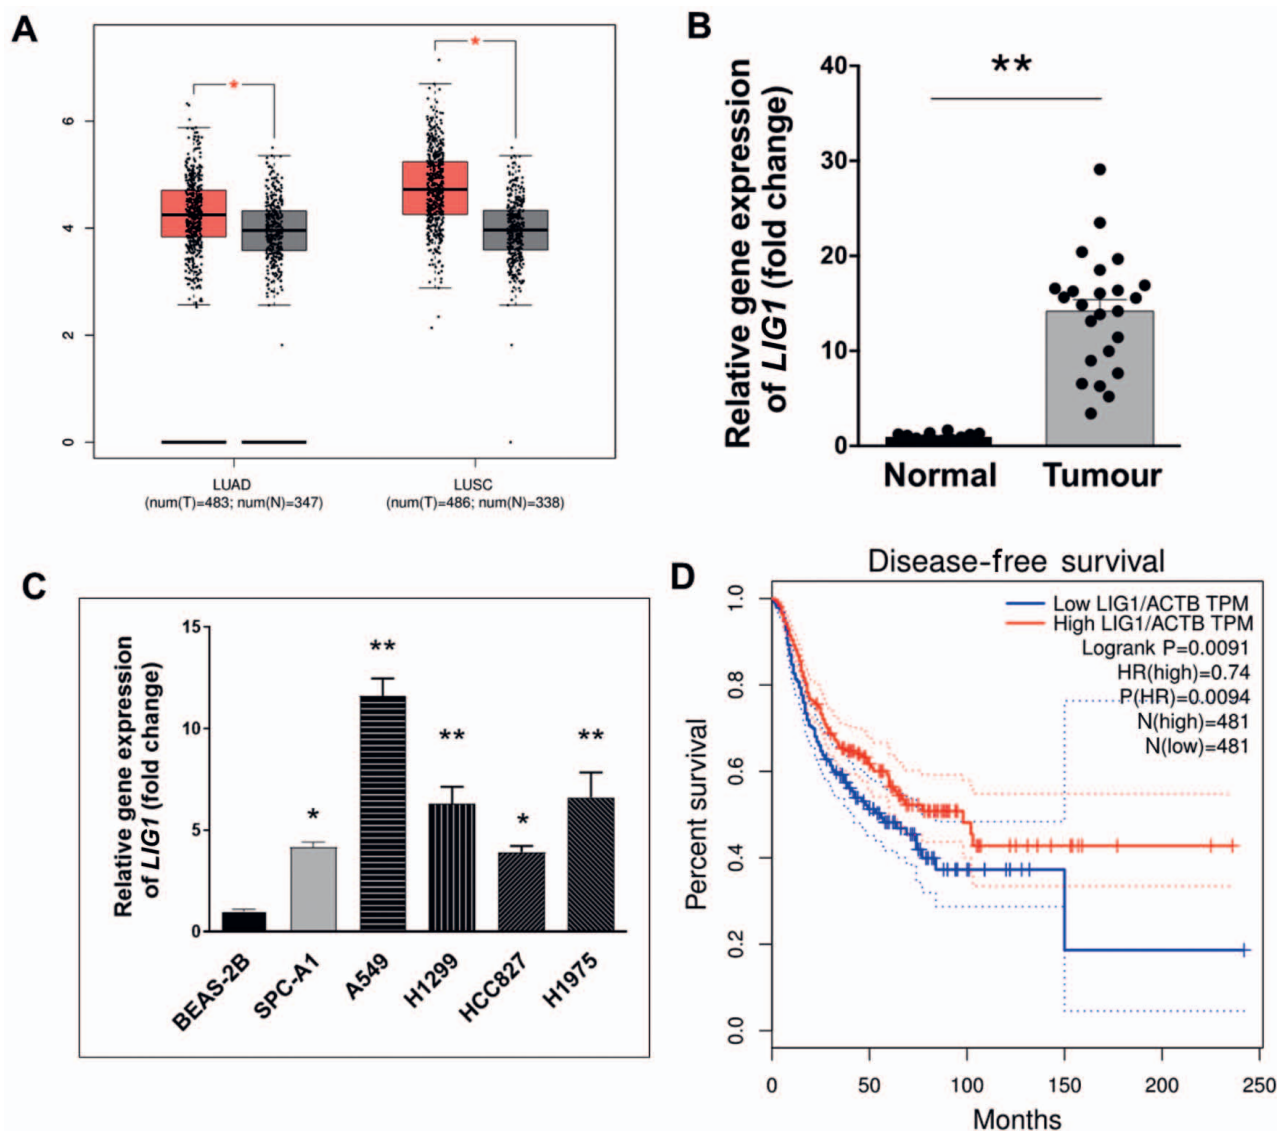 A
*
*
6
4
2
0
LUAD
(num(T)=483; num(N)=347)
LUSC
(num(T)=486; num(N)=338)
B
Relative gene expression
of LIG1 (fold change)
40
30
20
10
0
**
Normal
Tumour
C
Relative gene expression
of LIG1 (fold change)
15
10
5
0
*
**
**
*
**
BEAS-2B
SPC-A1
A549
H1299
HCC827
H1975
D
Disease-free survival
Percent survival
1.0
0.8
0.6
0.4
0.2
0.0
Low LIG1/ACTB TPM
High LIG1/ACTB TPM
Logrank P=0.0091
HR(high)=0.74
P(HR)=0.0094
N(high)=481
N(low)=481
0 50 100 150 200 250
Months